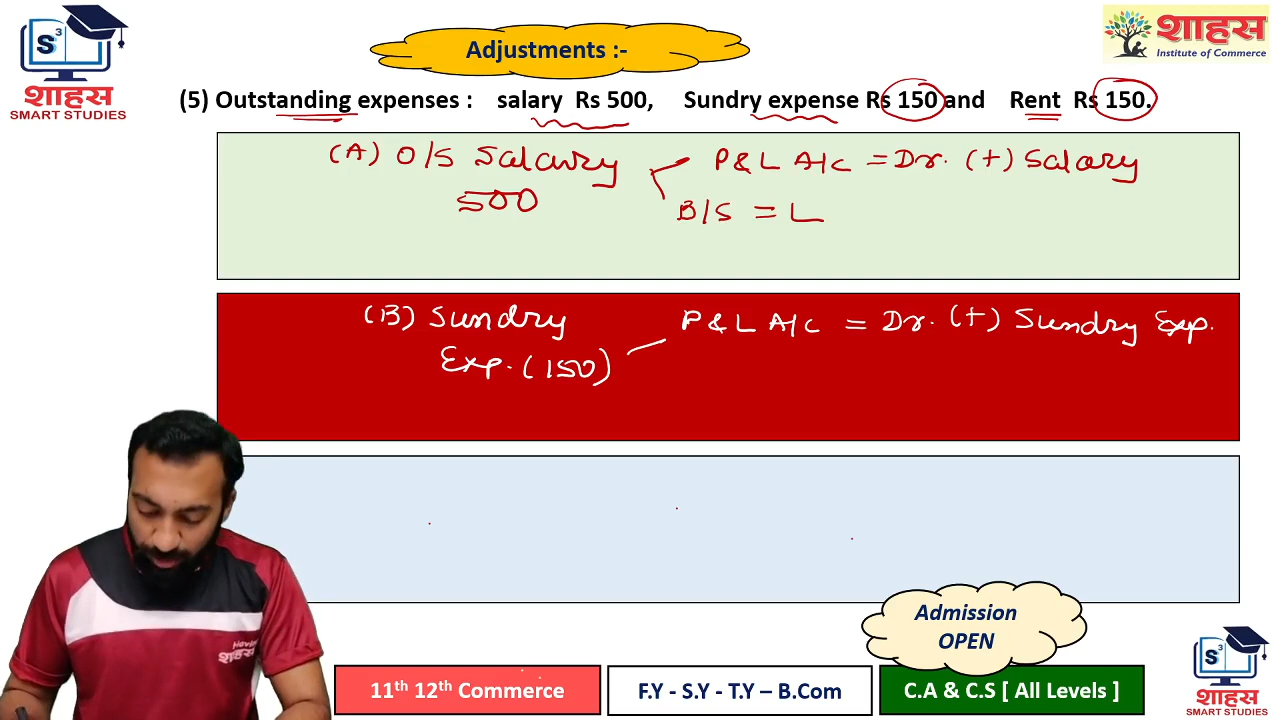 S³
शाहस
SMART STUDIES
Adjustments :-
शाहस
Institute of Commerce
(5) Outstanding expenses : salary Rs 500, Sundry expense Rs 150 and Rent Rs 150.
(A) O/S Salary P & L A/C = Dr. (+) Salary
500 B/S = L
(B) Sundry P & L A/C = Dr. (+) Sundry Exp.
Exp. (150)
शाहस
Admission
OPEN
11th 12th Commerce
F.Y - S.Y - T.Y – B.Com
C.A & C.S [ All Levels ]
S³
शाहस
SMART STUDIES